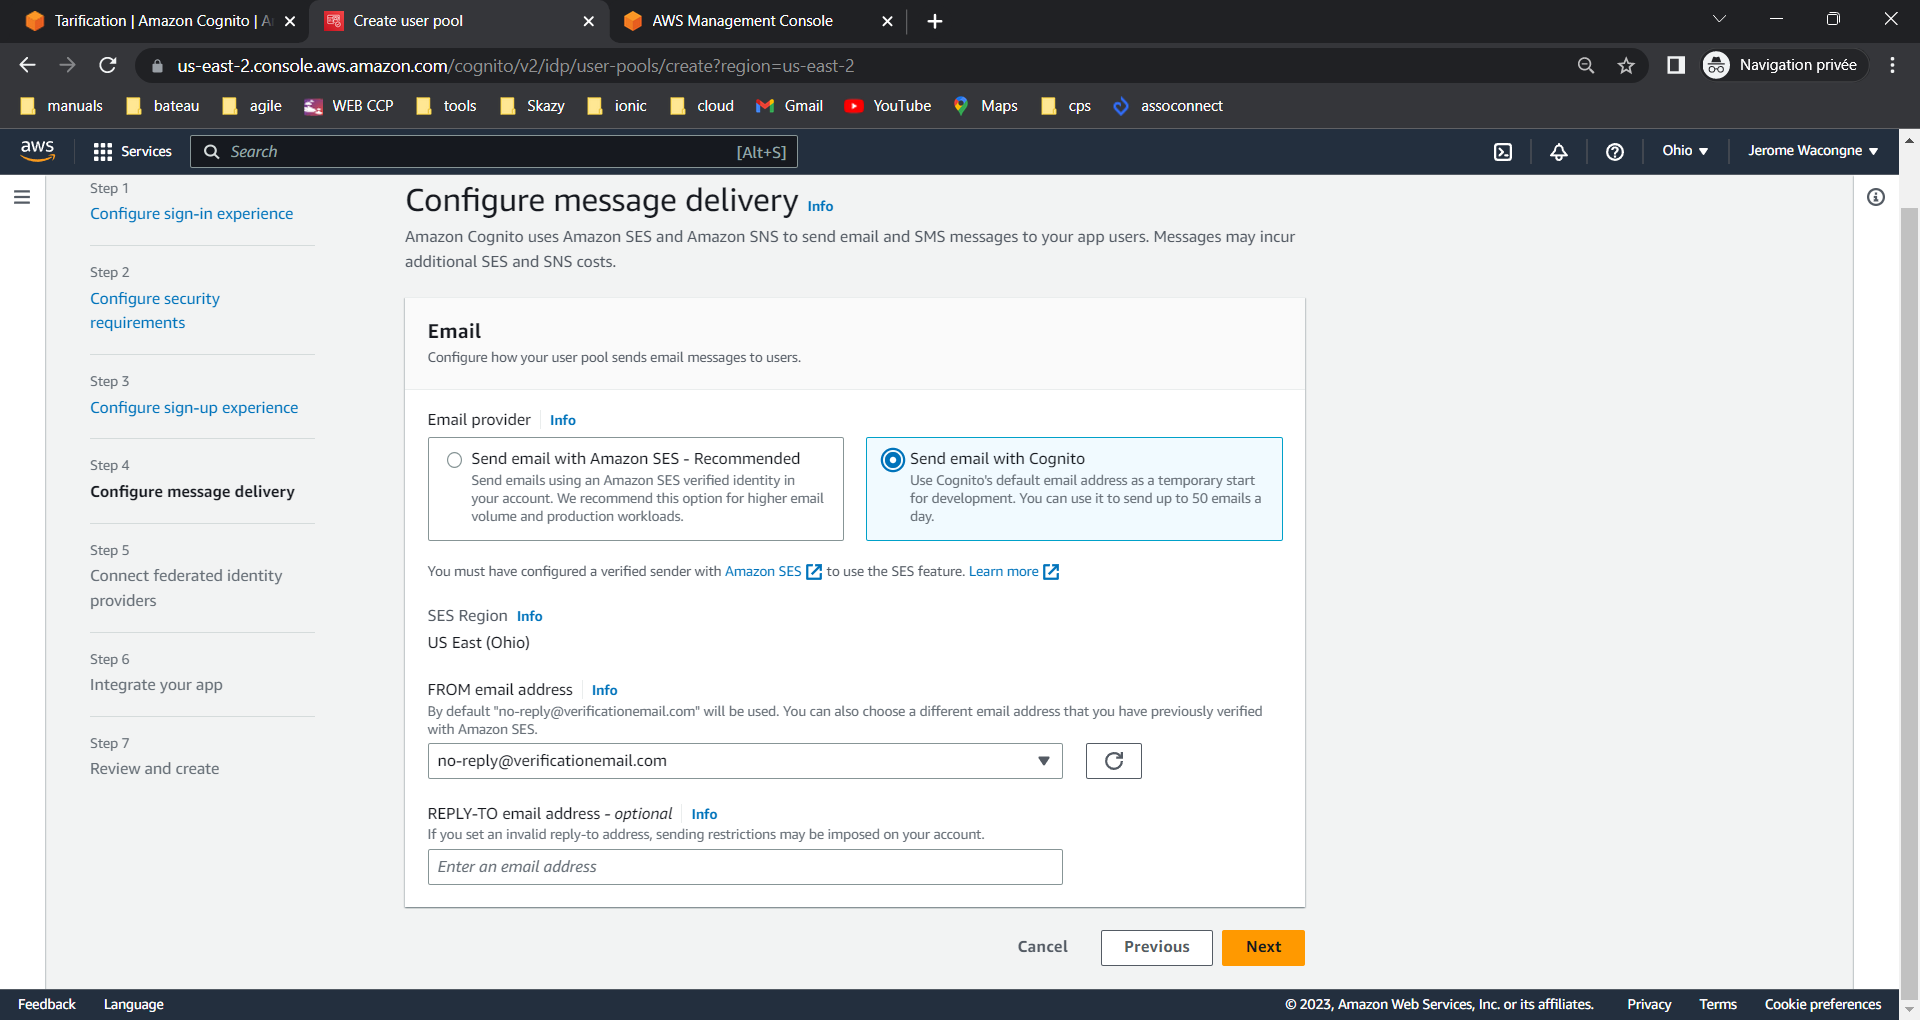 Tarification | Amazon Cognito | A
Create user pool
AWS Management Console
us-east-2.console.aws.amazon.com/cognito/v2/idp/user-pools/create?region=us-east-2
Navigation privée
manuals
bateau
agile
WEB CCP
tools
Skazy
ionic
cloud
Gmail
YouTube
Maps
cps
assoconnect
aws
Services
Search
[Alt+S]
Ohio
Jerome Wacongne
Step 1
Configure sign-in experience
Step 2
Configure security
requirements
Step 3
Configure sign-up experience
Step 4
Configure message delivery
Step 5
Connect federated identity
providers
Step 6
Integrate your app
Step 7
Review and create
Configure message delivery Info
Amazon Cognito uses Amazon SES and Amazon SNS to send email and SMS messages to your app users. Messages may incur
additional SES and SNS costs.
Email
Configure how your user pool sends email messages to users.
Email provider Info
Send email with Amazon SES - Recommended
Send emails using an Amazon SES verified identity in
your account. We recommend this option for higher email
volume and production workloads.
Send email with Cognito
Use Cognito's default email address as a temporary start
for development. You can use it to send up to 50 emails a
day.
You must have configured a verified sender with Amazon SES to use the SES feature. Learn more
SES Region Info
US East (Ohio)
FROM email address Info
By default "no-reply@verificationemail.com" will be used. You can also choose a different email address that you have previously verified
with Amazon SES.
no-reply@verificationemail.com
REPLY-TO email address - optional Info
If you set an invalid reply-to address, sending restrictions may be imposed on your account.
Enter an email address
Cancel
Previous
Next
Feedback
Language
© 2023, Amazon Web Services, Inc. or its affiliates.
Privacy
Terms
Cookie preferences